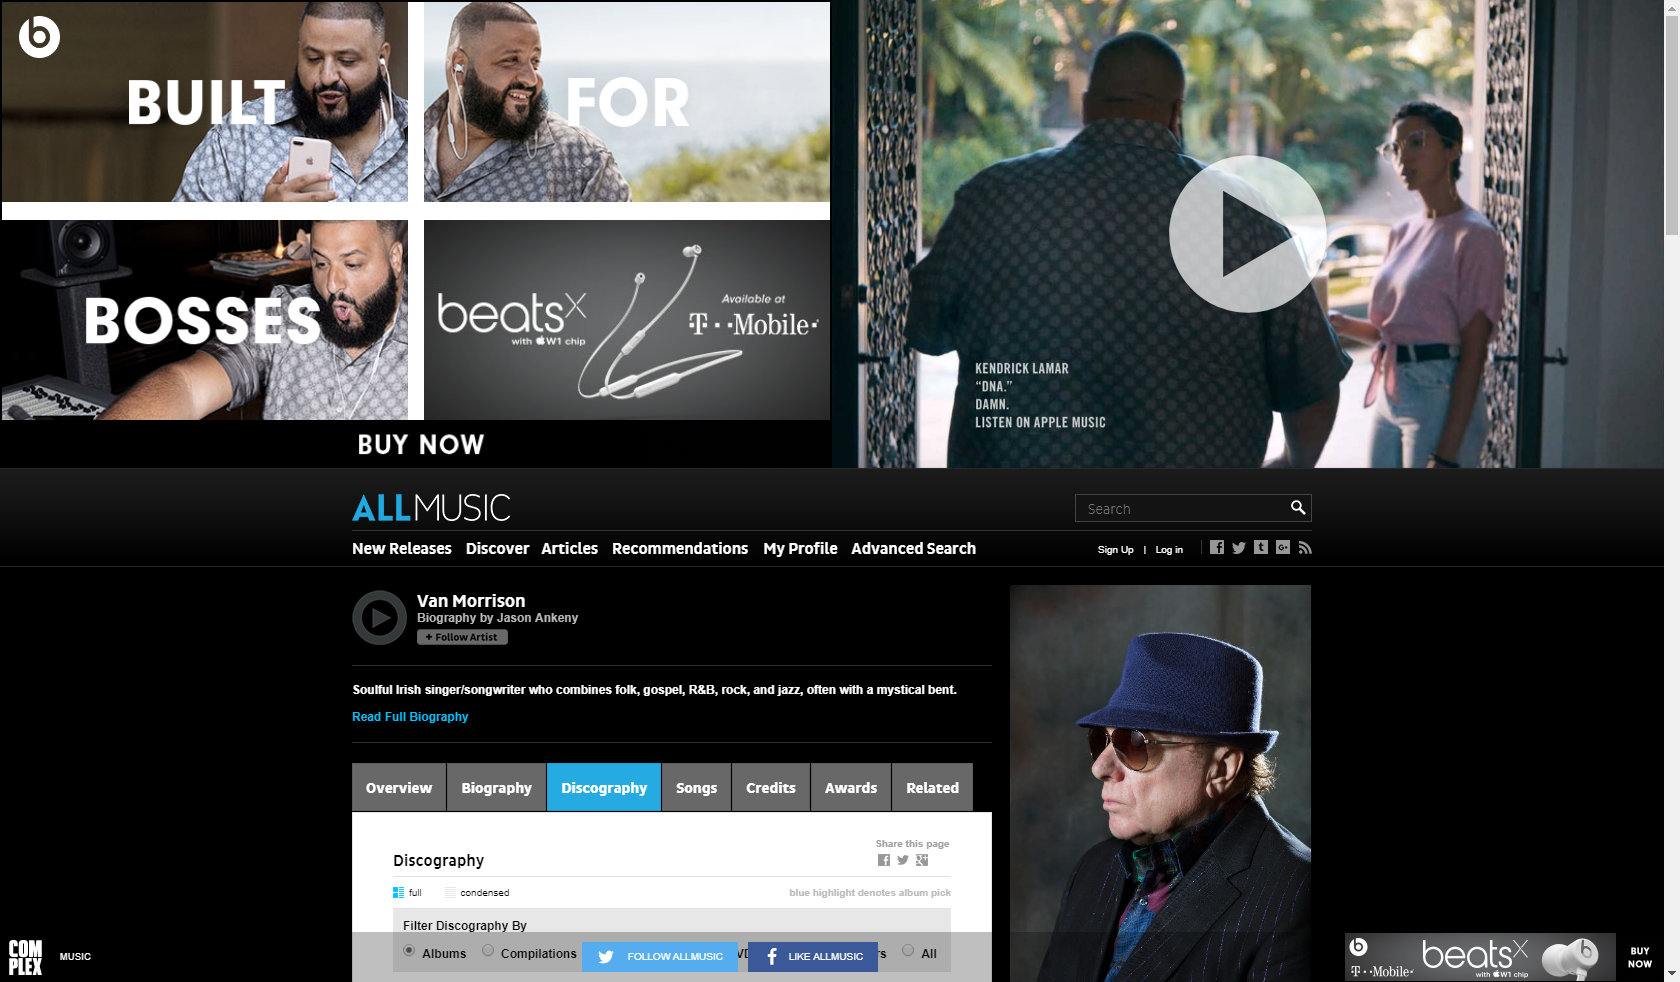 b
BUILT
FOR
BOSSES
beatsX
with W1 chip
Available at
T··Mobile·
BUY NOW
KENDRICK LAMAR
“DNA.”
DAMN.
LISTEN ON APPLE MUSIC
ALLMUSIC
Search
New Releases Discover Articles Recommendations My Profile Advanced Search
Sign Up | Log in
Van Morrison
Biography by Jason Ankeny
+ Follow Artist
Soulful Irish singer/songwriter who combines folk, gospel, R&B, rock, and jazz, often with a mystical bent.
Read Full Biography
Overview Biography Discography Songs Credits Awards Related
Share this page
Discography
full condensed blue highlight denotes album pick
Filter Discography By
Albums Compilations All
FOLLOW ALLMUSIC LIKE ALLMUSIC
COMPLEX
MUSIC
b
T··Mobile·
beatsX
with W1 chip
BUY
NOW